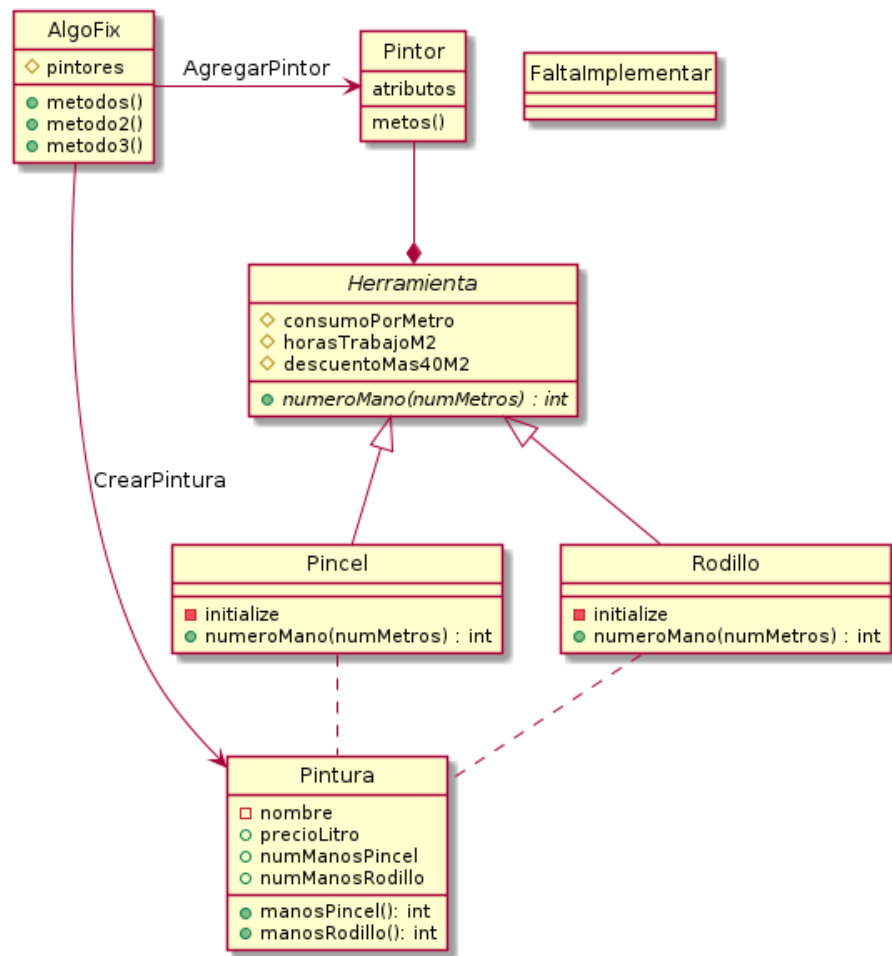 AlgoFix
pintores
metodos()
metodo2()
metodo3()
AgregarPintor
Pintor
atributos
metos()
FaltaImplementar
Herramienta
consumoPorMetro
horasTrabajoM2
descuentoMas40M2
numeroMano(numMetros) : int
CrearPintura
Pincel
initialize
numeroMano(numMetros) : int
Rodillo
initialize
numeroMano(numMetros) : int
Pintura
nombre
precioLitro
numManosPincel
numManosRodillo
manosPincel(): int
manosRodillo(): int